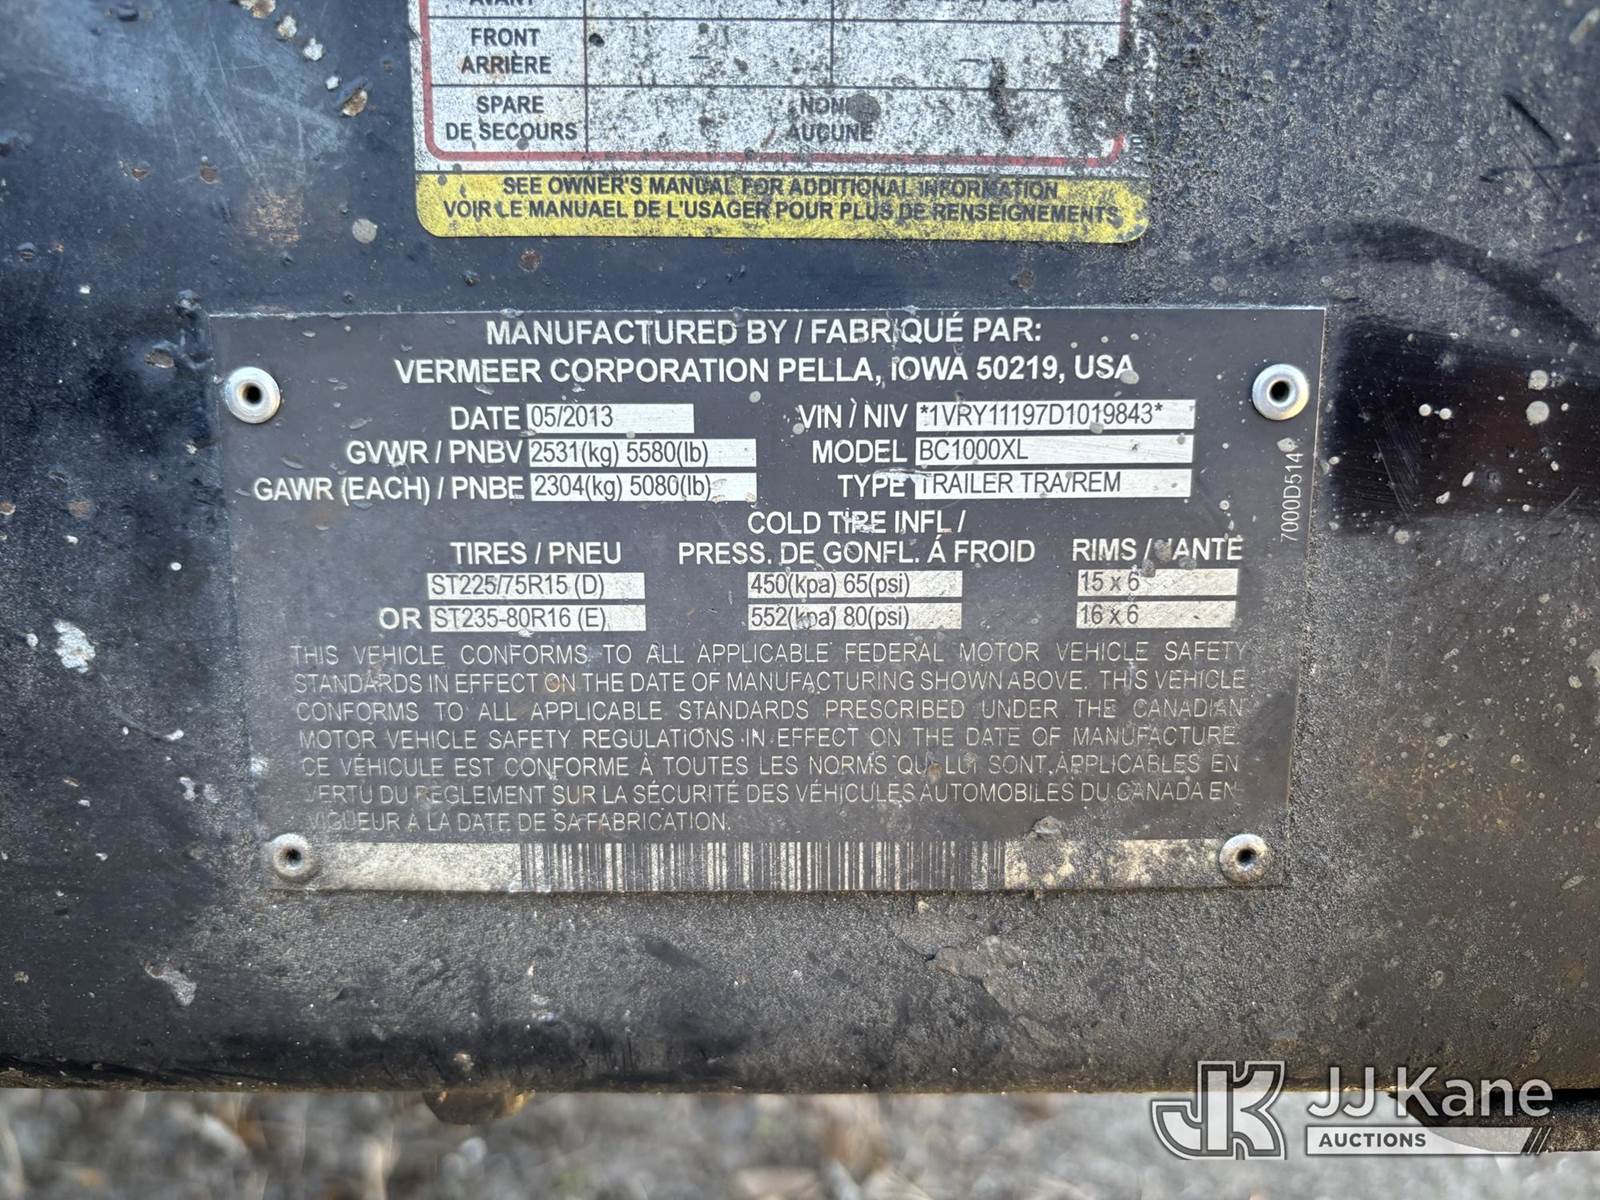 AVANT
FRONT
ARRIÈRE
SPARE
DE SECOURS
NON
AUCUNE
SEE OWNER'S MANUAL FOR ADDITIONAL INFORMATION
VOIR LE MANUAEL DE L'USAGER POUR PLUS DE RENSEIGNEMENTS
MANUFACTURED BY / FABRIQUÉ PAR:
VERMEER CORPORATION PELLA, IOWA 50219, USA
DATE 05/2013 VIN / NIV *1VRY11197D1019843*
GVWR / PNBV 2531(kg) 5580(lb) MODEL BC1000XL
GAWR (EACH) / PNBE 2304(kg) 5080(lb) TYPE TRAILER TRA/REM
7000D514
COLD TIRE INFL /
TIRES / PNEU PRESS. DE GONFL. Á FROID RIMS / JANTE
ST225/75R15 (D) 450(kpa) 65(psi) 15 x 6
OR ST235-80R16 (E) 552(kpa) 80(psi) 16 x 6
THIS VEHICLE CONFORMS TO ALL APPLICABLE FEDERAL MOTOR VEHICLE SAFETY
STANDARDS IN EFFECT ON THE DATE OF MANUFACTURING SHOWN ABOVE. THIS VEHICLE
CONFORMS TO ALL APPLICABLE STANDARDS PRESCRIBED UNDER THE CANADIAN
MOTOR VEHICLE SAFETY REGULATIONS IN EFFECT ON THE DATE OF MANUFACTURE.
CE VÉHICULE EST CONFORME À TOUTES LES NORMS QUI LUI SONT APPLICABLES EN
VERTU DU RÈGLEMENT SUR LA SÉCURITÉ DES VÉHICULES AUTOMOBILES DU CANADA EN
VIGUEUR A LA DATE DE SA FABRICATION.
JK JJ Kane
AUCTIONS